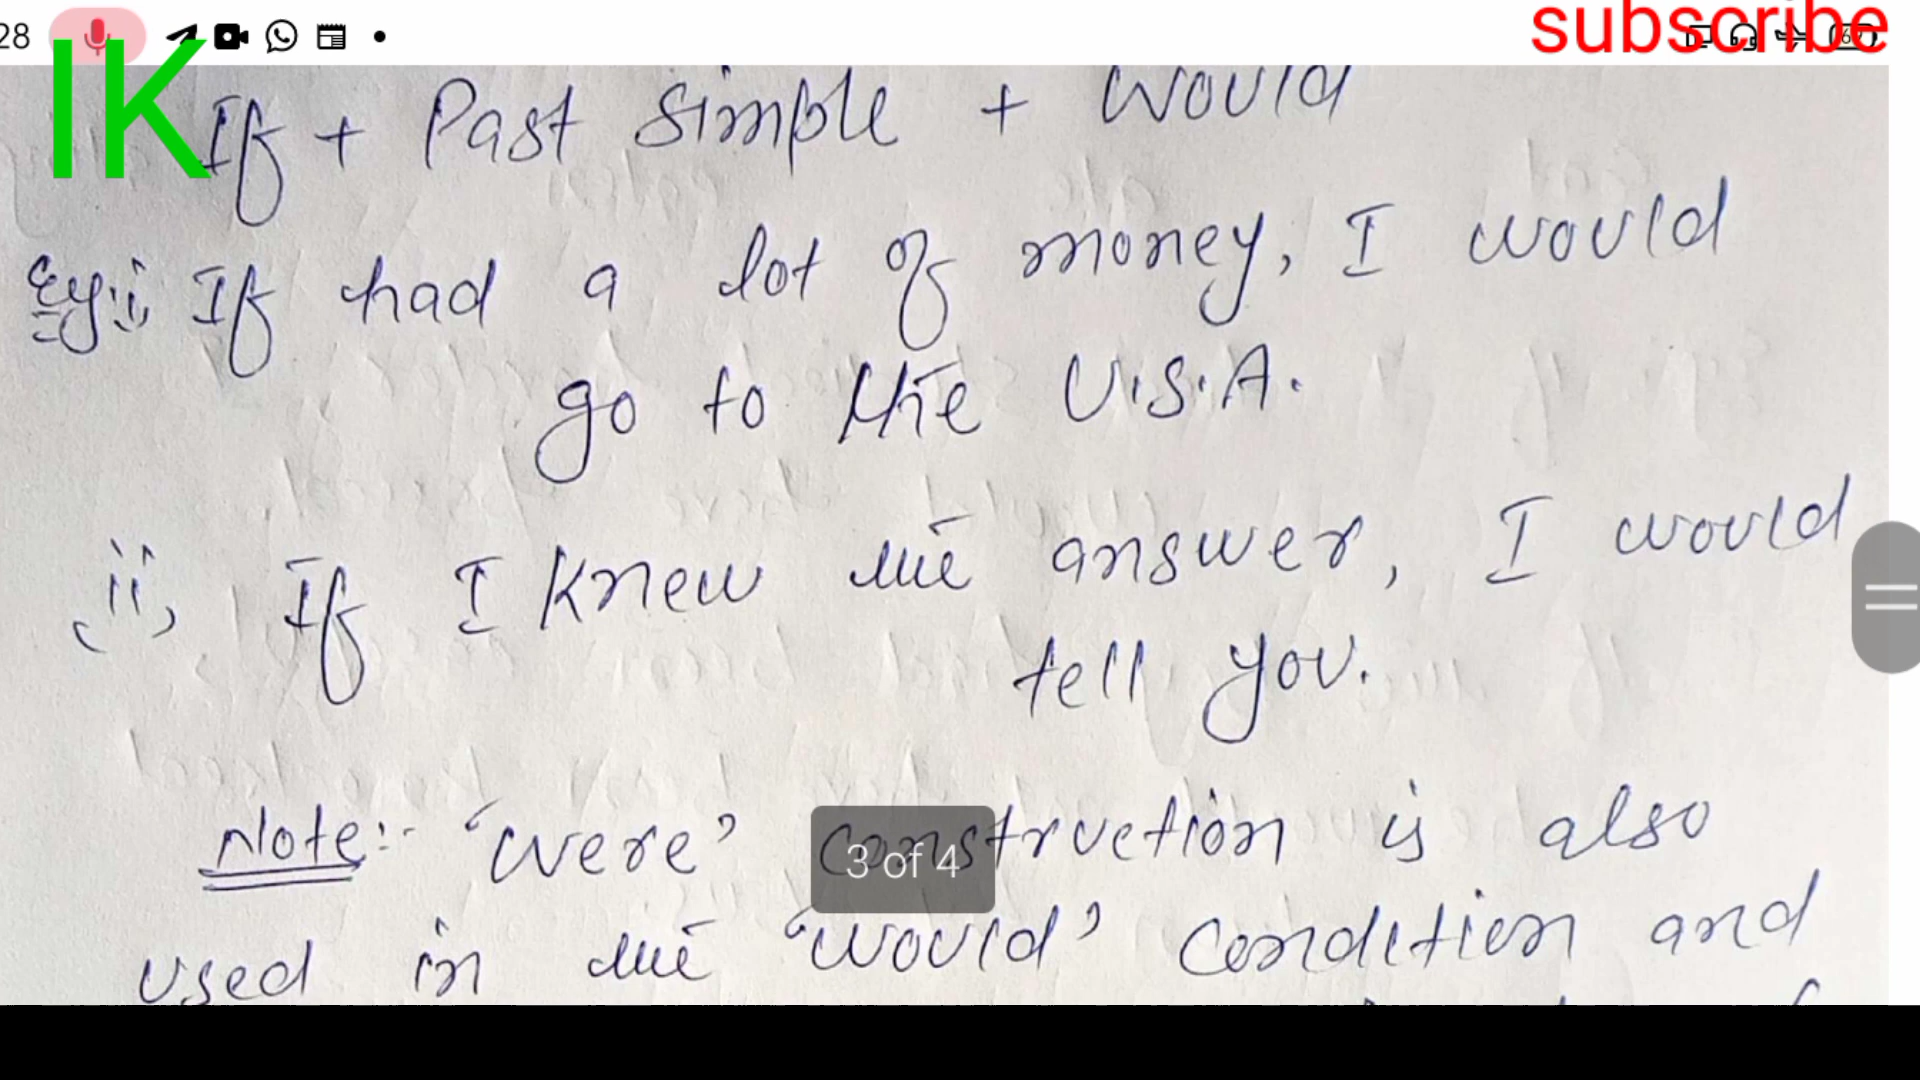 28
subscribe
IK
If + Past Simple + Would
Eg:i, If had a lot of money, I would
go to the U.S.A.
ii, If I knew the answer, I would
tell you.
Note:- 'were' construction is also
3 of 4
used in the 'would' condition and